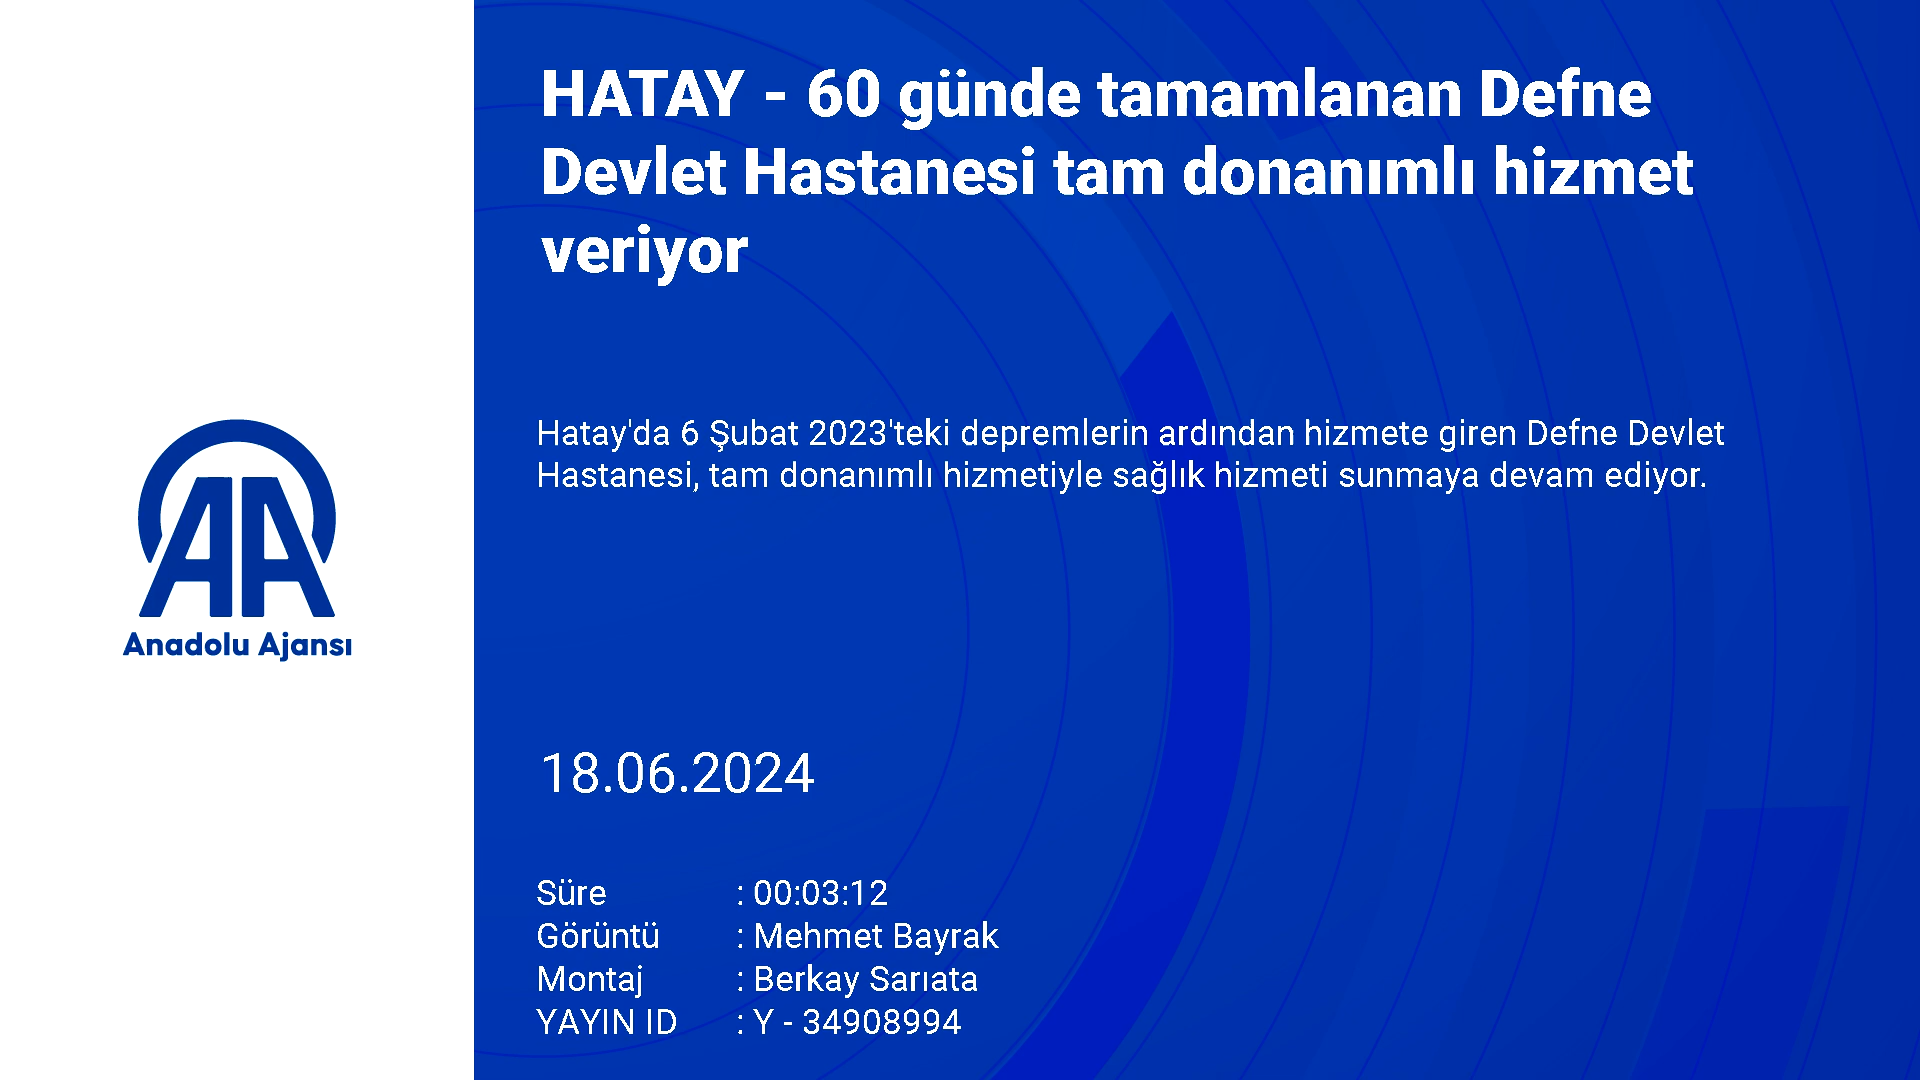 HATAY - 60 günde tamamlanan Defne
Devlet Hastanesi tam donanımlı hizmet
veriyor
Hatay'da 6 Şubat 2023'teki depremlerin ardından hizmete giren Defne Devlet
Hastanesi, tam donanımlı hizmetiyle sağlık hizmeti sunmaya devam ediyor.
AA
Anadolu Ajansı
18.06.2024
Süre : 00:03:12
Görüntü : Mehmet Bayrak
Montaj : Berkay Sarıata
YAYIN ID : Y - 34908994